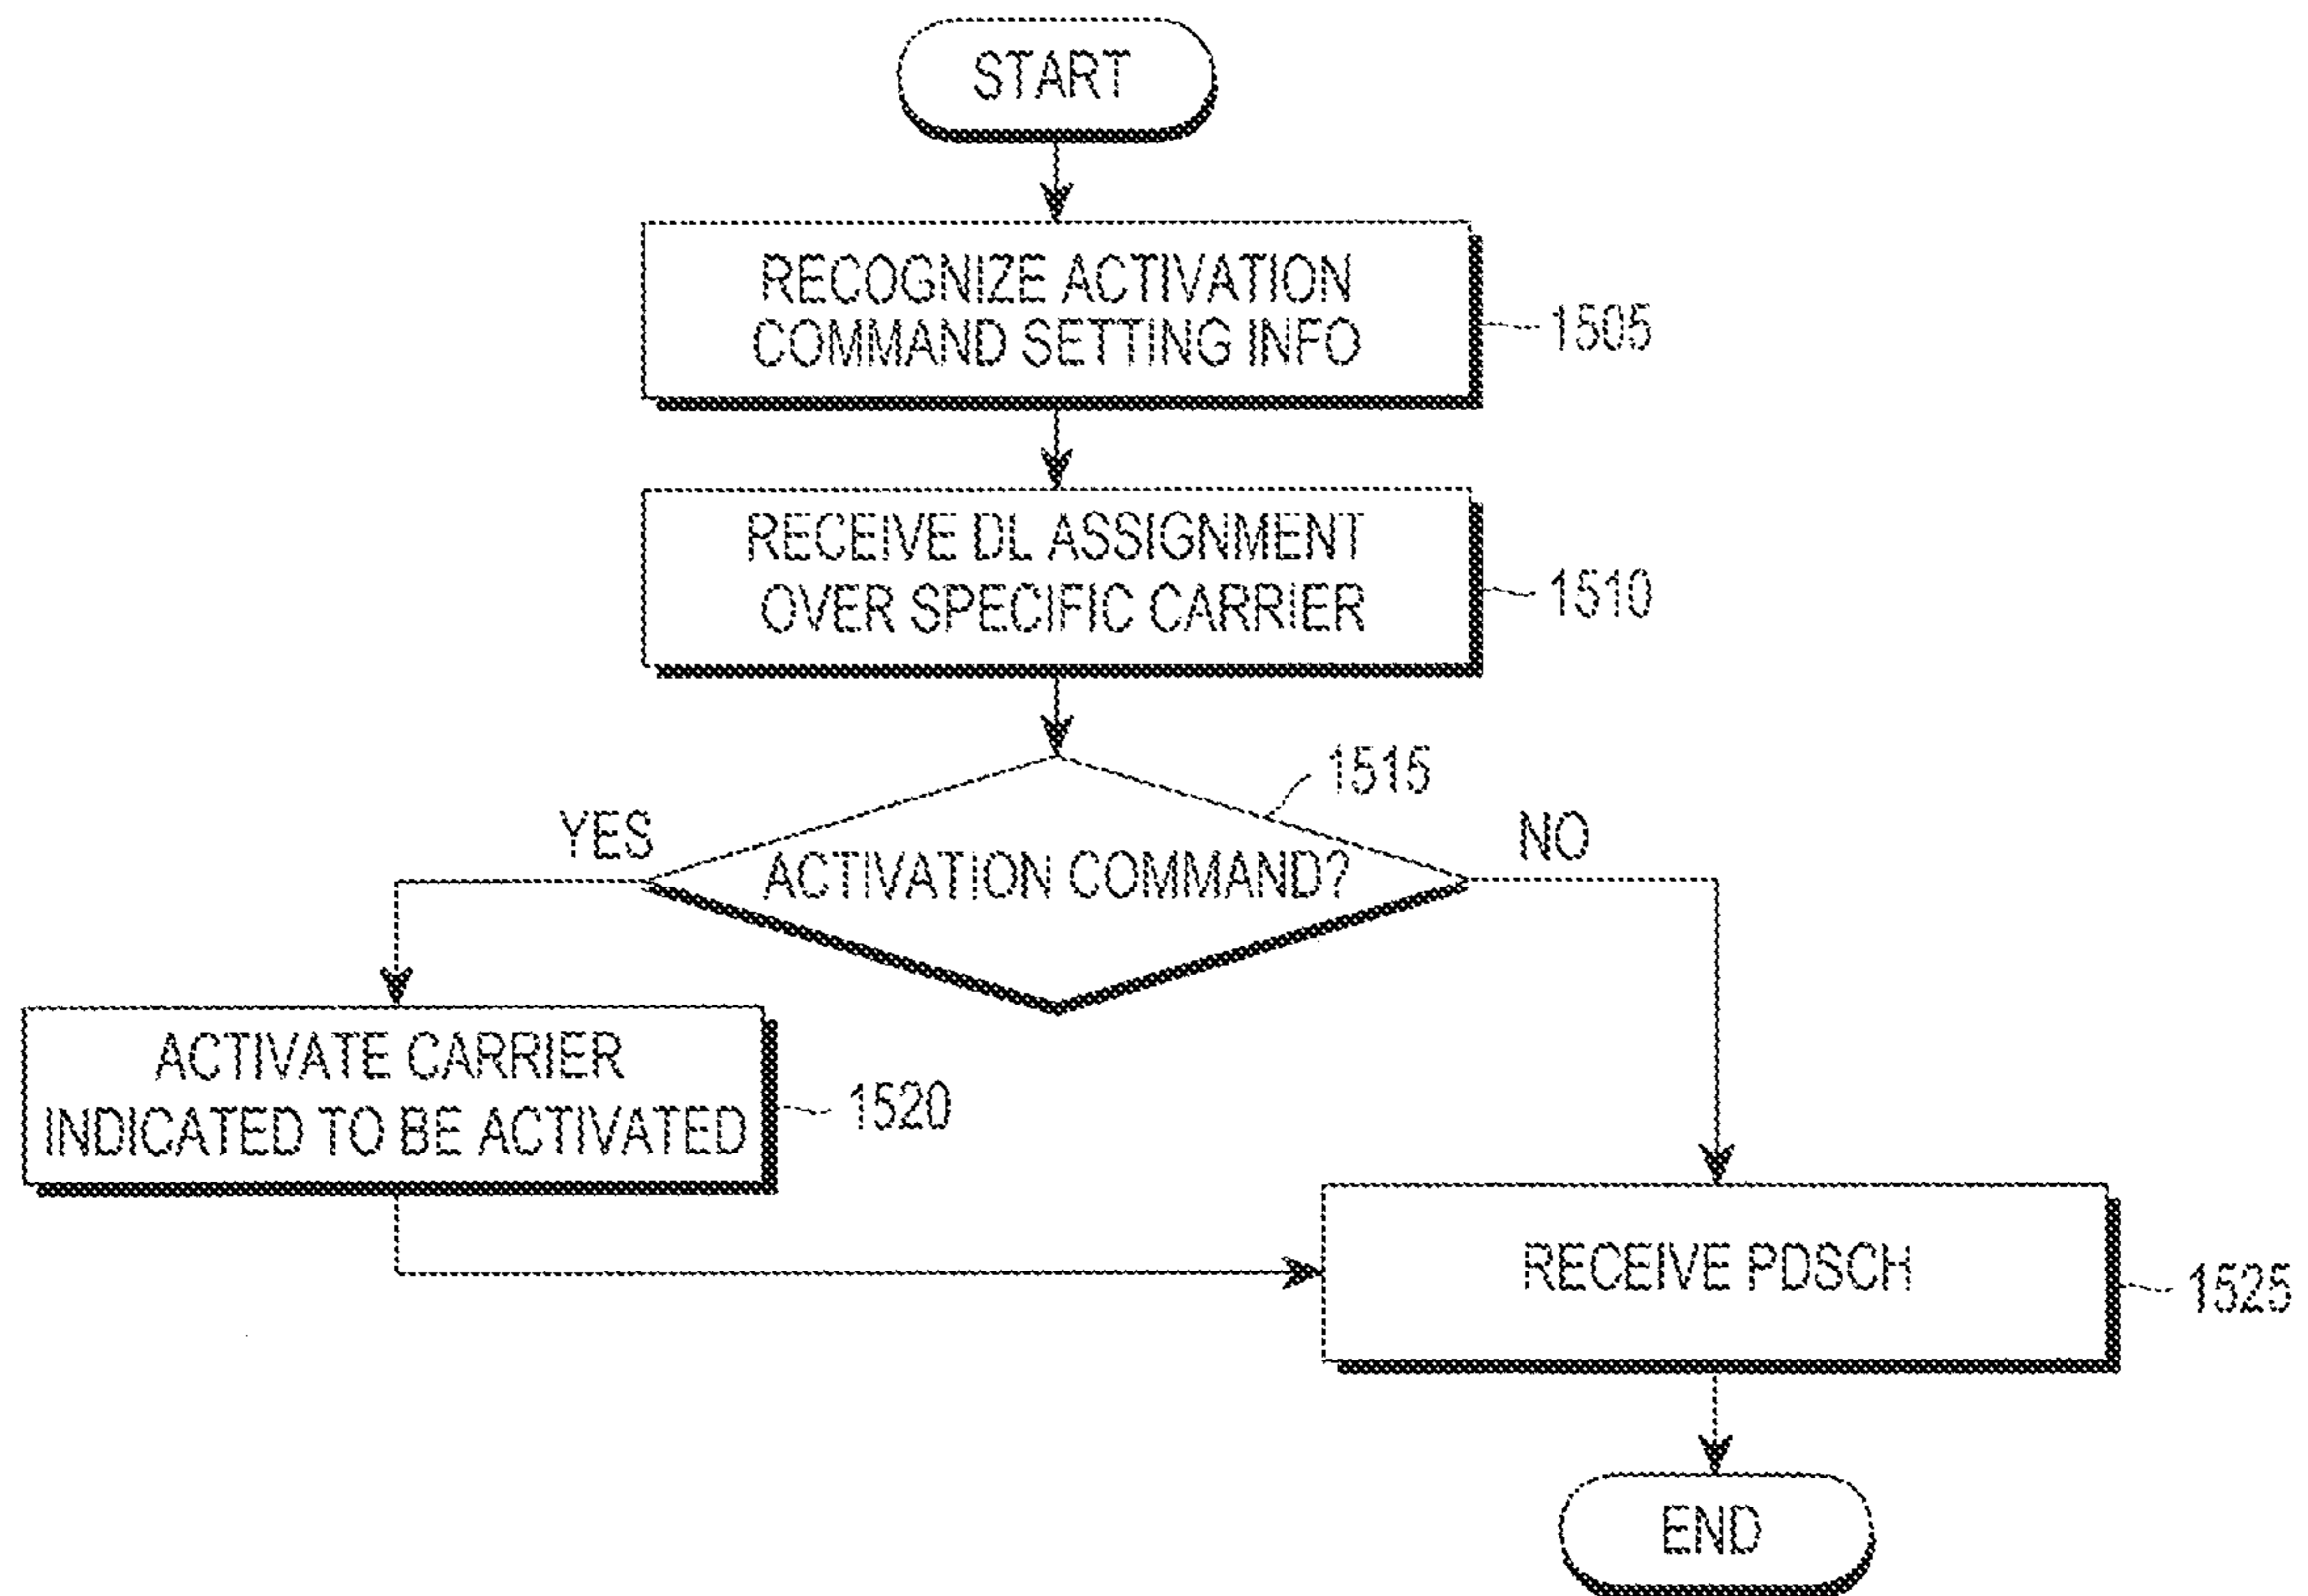 START
RECOGNIZE ACTIVATION
COMMAND SETTING INFO
1505
RECEIVE DL ASSIGNMENT
OVER SPECIFIC CARRIER
1510
1515
YES
NO
ACTIVATION COMMAND?
ACTIVATE CARRIER
INDICATED TO BE ACTIVATED
1520
RECEIVE PDSCH
1525
END